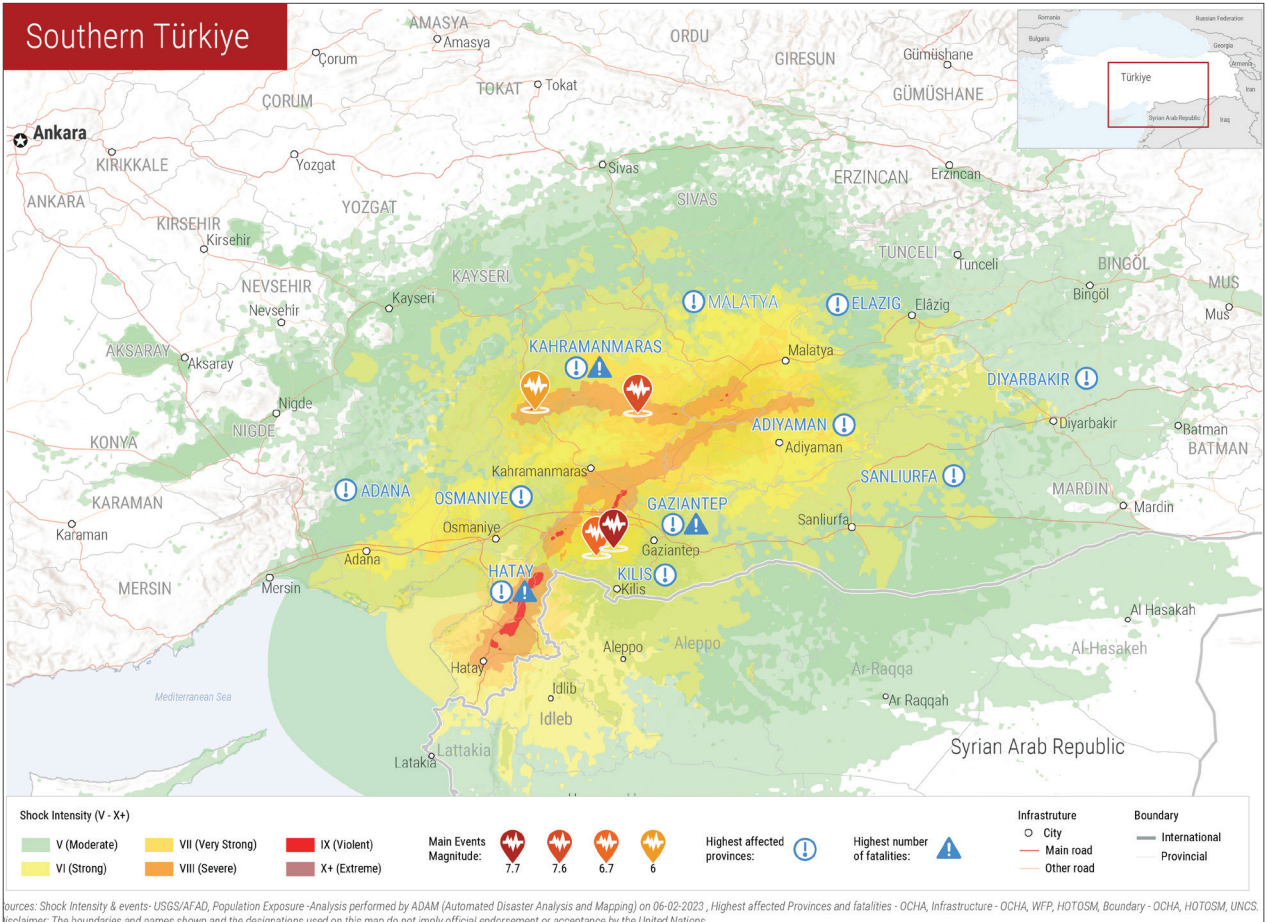 Southern Türkiye
AMASYA
Amasya
ORDU
GIRESUN
Gümüshane
GÜMÜSHANE
Çorum
ÇORUM
TOKAT
Tokat
Romania
Russian Federation
Bulgaria
Georgia
Armenia
Türkiye
Iran
Syrian Arab Republic
Iraq
Ankara
KIRIKKALE
Yozgat
Sivas
ERZINCAN
Erzincan
ANKARA
YOZGAT
SIVAS
KIRSEHIR
Kirsehir
TUNCELI
Tunceli
BINGÖL
Bingöl
MUS
Mus
KAYSERI
Kayseri
NEVSEHIR
Nevsehir
MALATYA
ELAZIG
Elâzig
AKSARAY
Aksaray
KAHRAMANMARAS
Malatya
DIYARBAKIR
Nigde
NIGDE
ADIYAMAN
Adiyaman
Diyarbakir
Batman
BATMAN
KONYA
Kahramanmaras
SANLIURFA
MARDIN
Mardin
ADANA
OSMANIYE
GAZIANTEP
KARAMAN
Karaman
Osmaniye
Sanliurfa
Adana
Gaziantep
MERSIN
Mersin
HATAY
KILIS
Kilis
Al Hasakah
Al-Hasakeh
Hatay
Aleppo
Aleppo
Ar-Raqqa
Ar Raqqah
Mediterranean Sea
Idlib
Idleb
Lattakia
Latakia
Syrian Arab Republic
Shock Intensity (V - X+)
V (Moderate)
VI (Strong)
VII (Very Strong)
VIII (Severe)
IX (Violent)
X+ (Extreme)
Main Events
Magnitude:
7.7
7.6
6.7
6
Highest affected
provinces:
Highest number
of fatalities:
Infrastruture
City
Main road
Other road
Boundary
International
Provincial
Sources: Shock Intensity & events- USGS/AFAD, Population Exposure -Analysis performed by ADAM (Automated Disaster Analysis and Mapping) on 06-02-2023 , Highest affected Provinces and fatalities - OCHA, Infrastructure - OCHA, WFP, HOTOSM, Boundary - OCHA, HOTOSM, UNCS.
Disclaimer: The boundaries and names shown and the designations used on this map do not imply official endorsement or acceptance by the United Nations.